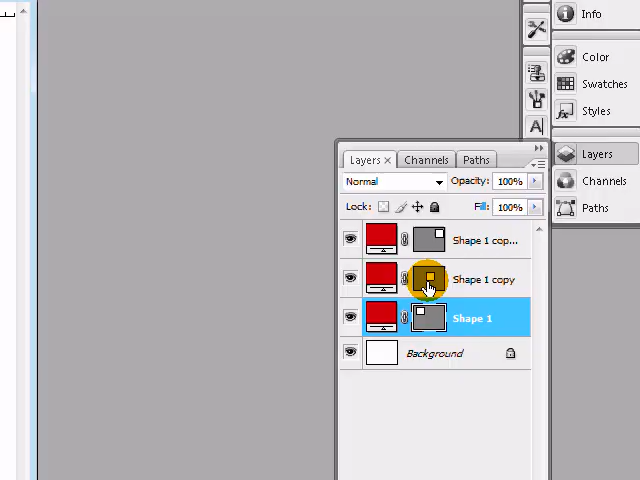 Info
Color
Swatches
Styles
Layers
Channels
Paths
A
Layers × Channels Paths
Normal Opacity: 100%
Lock: Fill: 100%
Shape 1 cop...
Shape 1 copy
Shape 1
Background